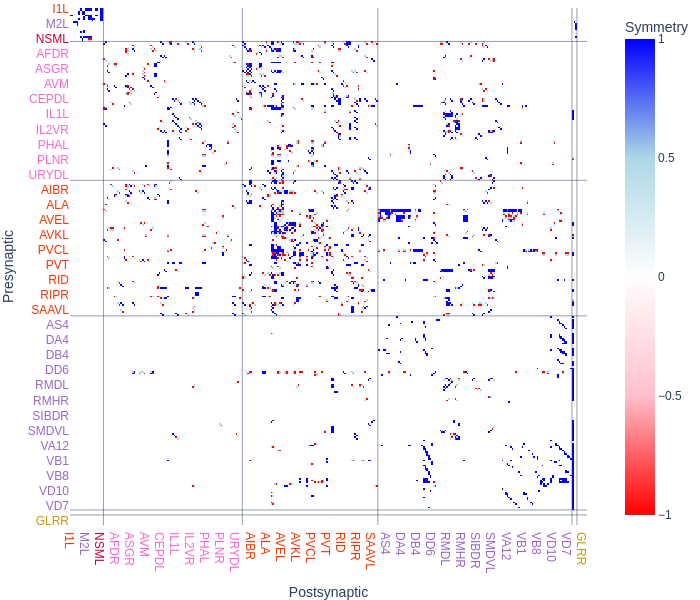 Symmetry
1
0.5
0
−0.5
−1
Presynaptic
I1L
M2L
NSML
AFDR
ASGR
AVM
CEPDL
IL1L
IL2VR
PHAL
PLNR
URYDL
AIBR
ALA
AVEL
AVKL
PVCL
PVT
RID
RIPR
SAAVL
AS4
DA4
DB4
DD6
RMDL
RMHR
SIBDR
SMDVL
VA12
VB1
VB8
VD10
VD7
GLRR
I1L
M2L
NSML
AFDR
ASGR
AVM
CEPDL
IL1L
IL2VR
PHAL
PLNR
URYDL
AIBR
ALA
AVEL
AVKL
PVCL
PVT
RID
RIPR
SAAVL
AS4
DA4
DB4
DD6
RMDL
RMHR
SIBDR
SMDVL
VA12
VB1
VB8
VD10
VD7
GLRR
Postsynaptic